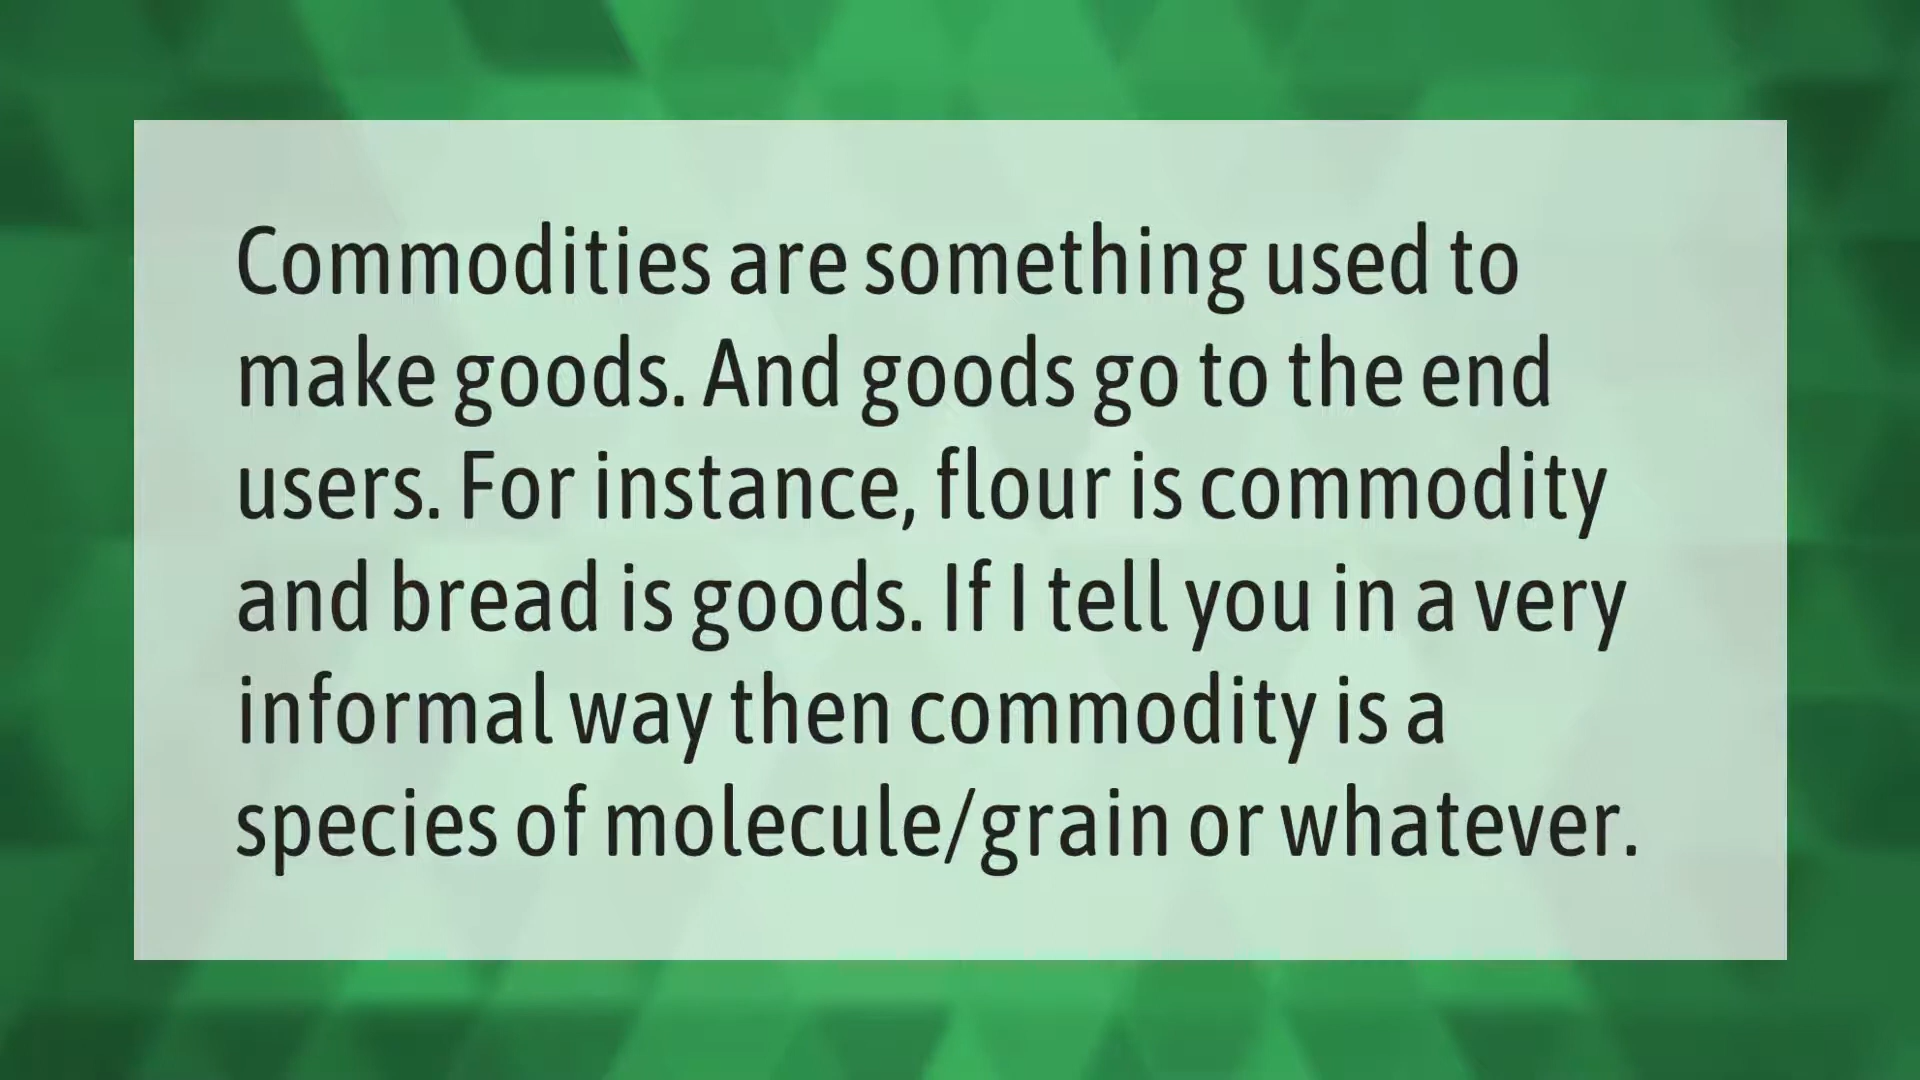 Commodities are something used to
make goods. And goods go to the end
users. For instance, flour is commodity
and bread is goods. If I tell you in a very
informal way then commodity is a
species of molecule/grain or whatever.